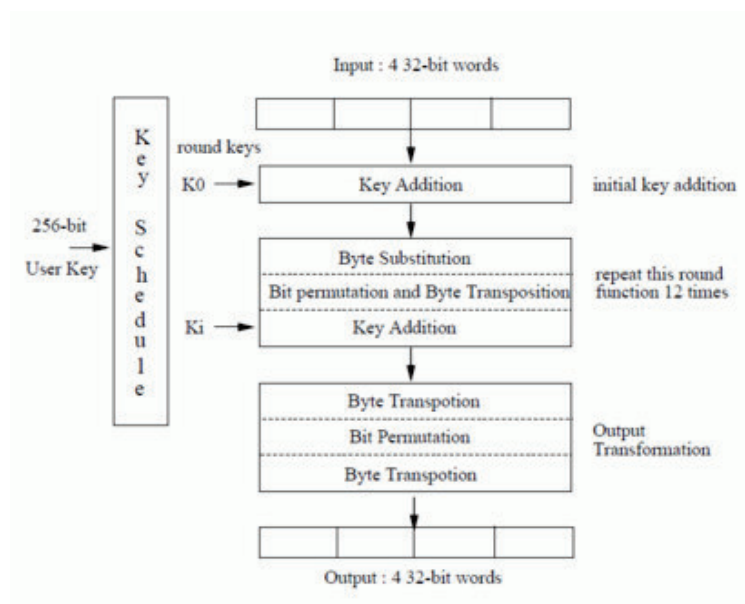 Input : 4 32-bit words
Key Schedule
round keys
K0
Key Addition
initial key addition
256-bit
User Key
Byte Substitution
Bit permutation and Byte Transposition
Ki
Key Addition
repeat this round
function 12 times
Byte Transpotion
Bit Permutation
Byte Transpotion
Output
Transformation
Output : 4 32-bit words